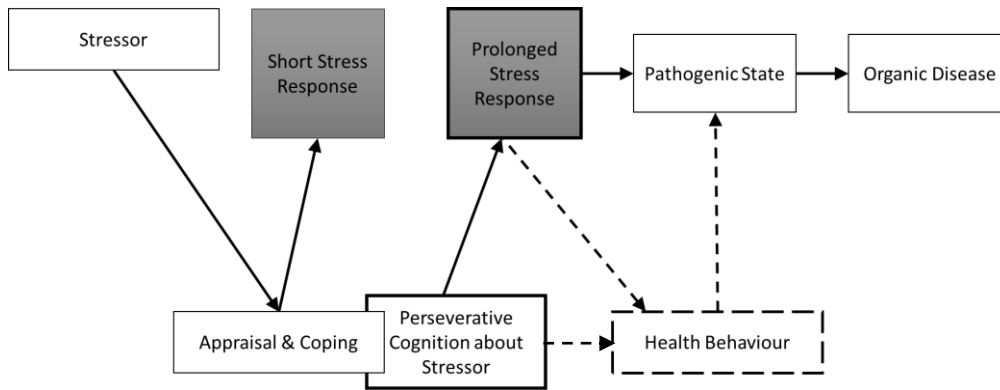 Stressor
Short Stress
Response
Prolonged
Stress
Response
Pathogenic State
Organic Disease
Appraisal & Coping
Perseverative
Cognition about
Stressor
Health Behaviour